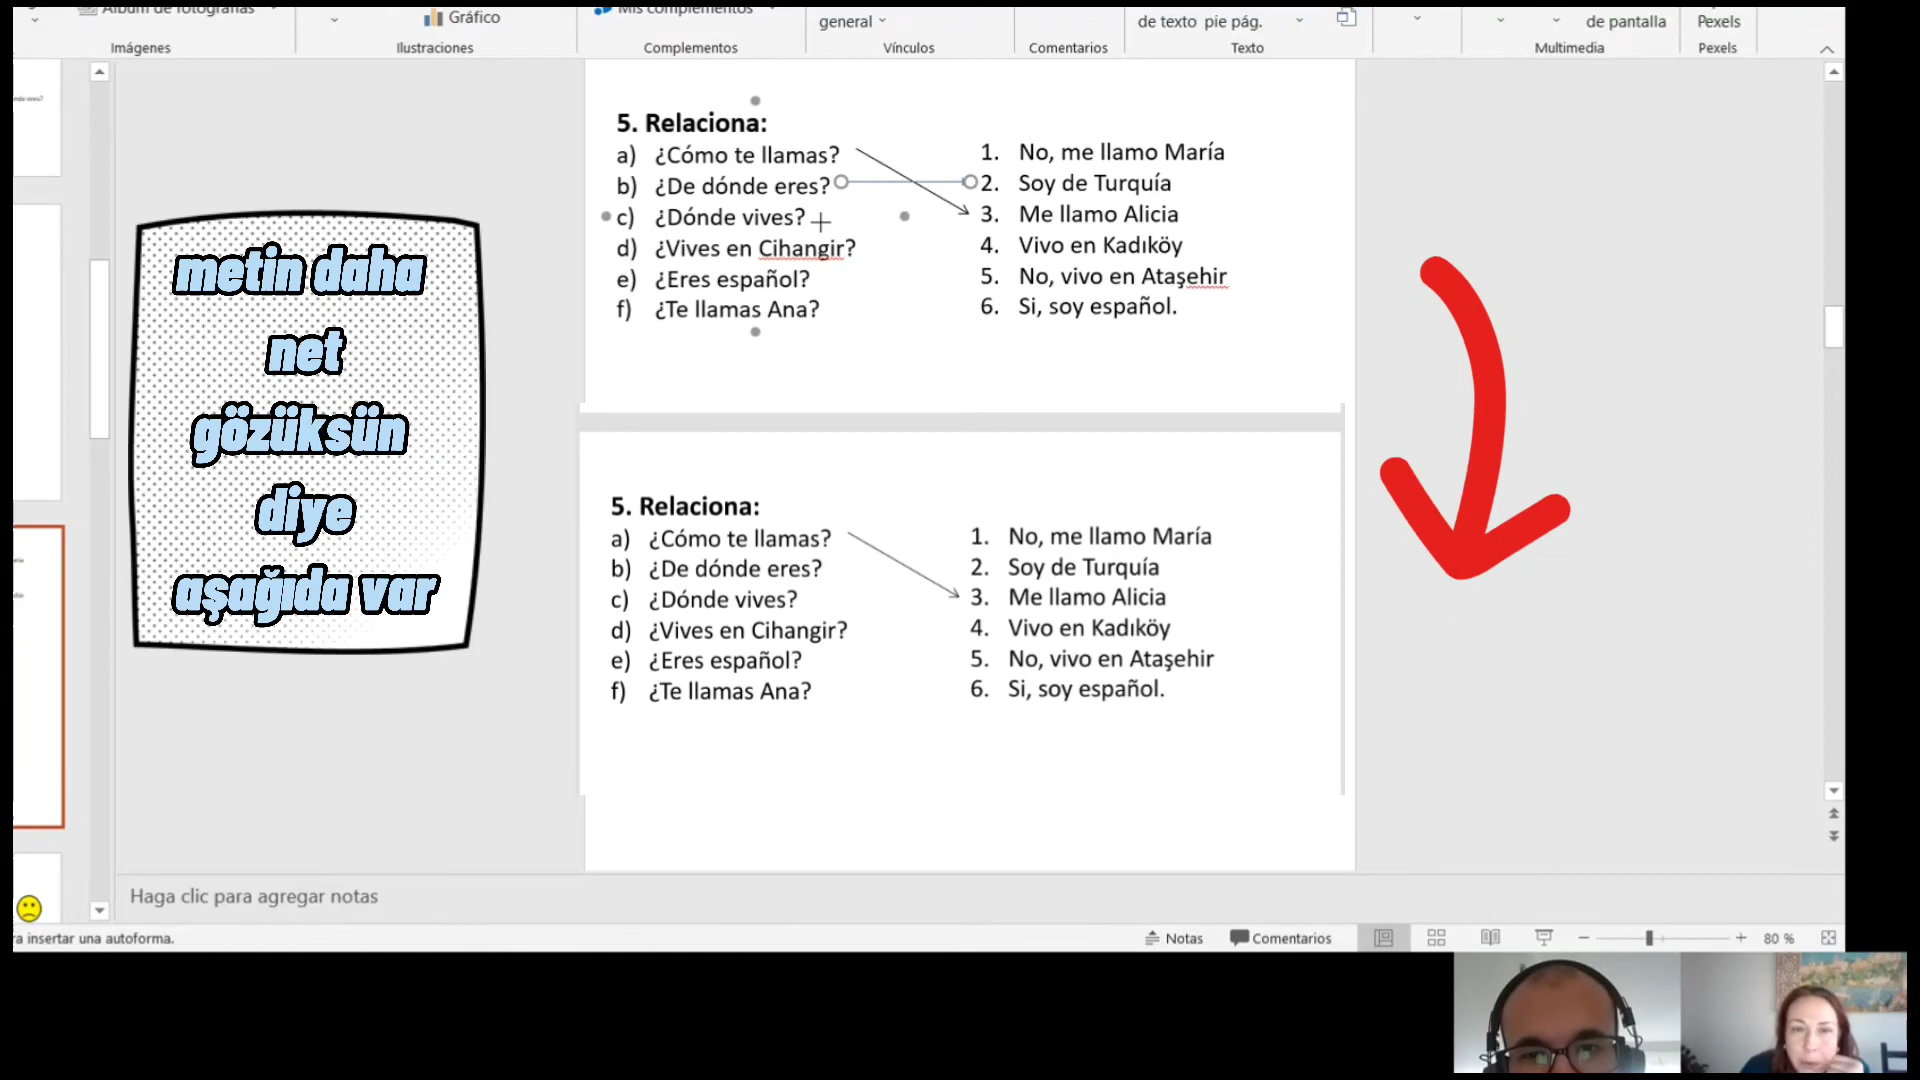 Álbum de fotografías
Gráfico
Mis complementos
general
de texto pie pág.
de pantalla
Pexels
Imágenes
Ilustraciones
Complementos
Vínculos
Comentarios
Texto
Multimedia
Pexels
5. Relaciona:
a) ¿Cómo te llamas?
b) ¿De dónde eres?
c) ¿Dónde vives?
d) ¿Vives en Cihangir?
e) ¿Eres español?
f) ¿Te llamas Ana?
1. No, me llamo María
2. Soy de Turquía
3. Me llamo Alicia
4. Vivo en Kadıköy
5. No, vivo en Ataşehir
6. Si, soy español.
metin daha
net
gözüksün
diye
aşağıda var
5. Relaciona:
a) ¿Cómo te llamas?
b) ¿De dónde eres?
c) ¿Dónde vives?
d) ¿Vives en Cihangir?
e) ¿Eres español?
f) ¿Te llamas Ana?
1. No, me llamo María
2. Soy de Turquía
3. Me llamo Alicia
4. Vivo en Kadıköy
5. No, vivo en Ataşehir
6. Si, soy español.
Haga clic para agregar notas
insertar una autoforma.
Notas
Comentarios
80 %